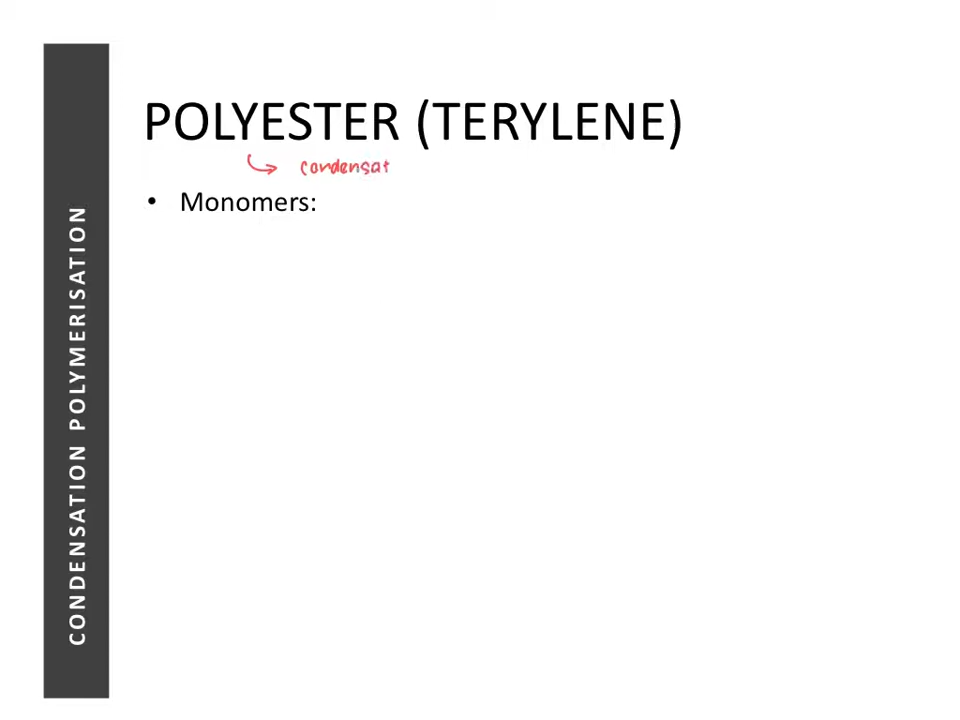 CONDENSATION POLYMERISATION
POLYESTER (TERYLENE)
condensat
• Monomers: